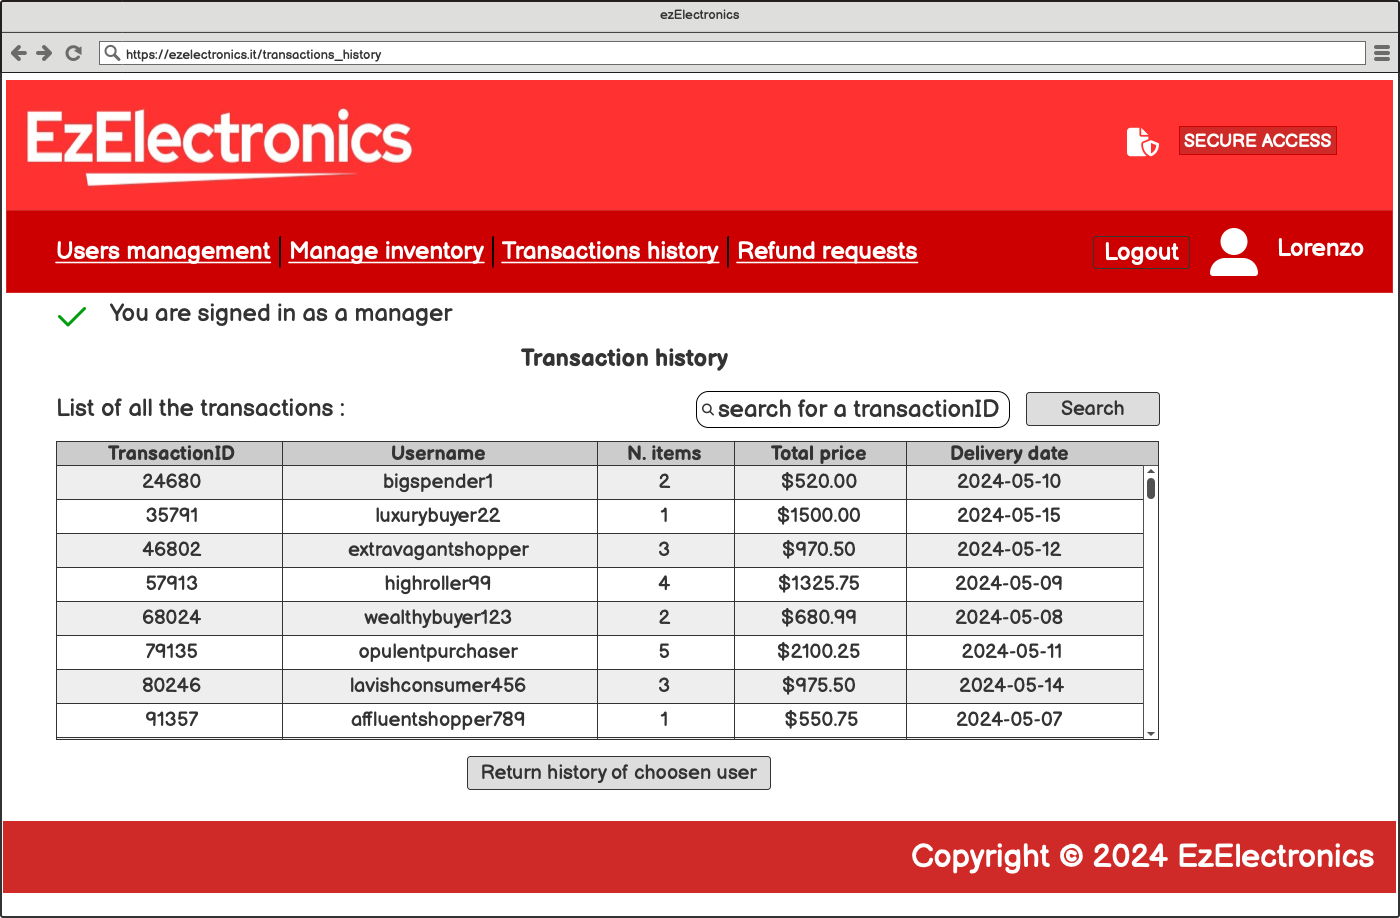 ezElectronics
https://ezelectronics.it/transactions_history
EzElectronics
SECURE ACCESS
Users management Manage inventory Transactions history Refund requests Logout Lorenzo
You are signed in as a manager
Transaction history
List of all the transactions : search for a transactionID Search
TransactionID Username N. items Total price Delivery date
24680 bigspender1 2 $520.00 2024-05-10
35791 luxurybuyer22 1 $1500.00 2024-05-15
46802 extravagantshopper 3 $970.50 2024-05-12
57913 highroller99 4 $1325.75 2024-05-09
68024 wealthybuyer123 2 $680.99 2024-05-08
79135 opulentpurchaser 5 $2100.25 2024-05-11
80246 lavishconsumer456 3 $975.50 2024-05-14
91357 affluentshopper789 1 $550.75 2024-05-07
Return history of choosen user
Copyright © 2024 EzElectronics